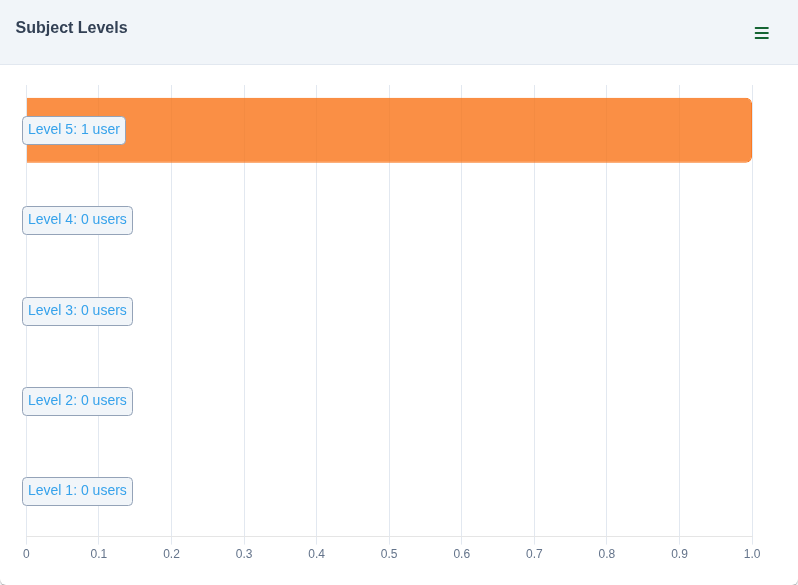 Subject Levels
Level 5: 1 user
Level 4: 0 users
Level 3: 0 users
Level 2: 0 users
Level 1: 0 users
0 0.1 0.2 0.3 0.4 0.5 0.6 0.7 0.8 0.9 1.0